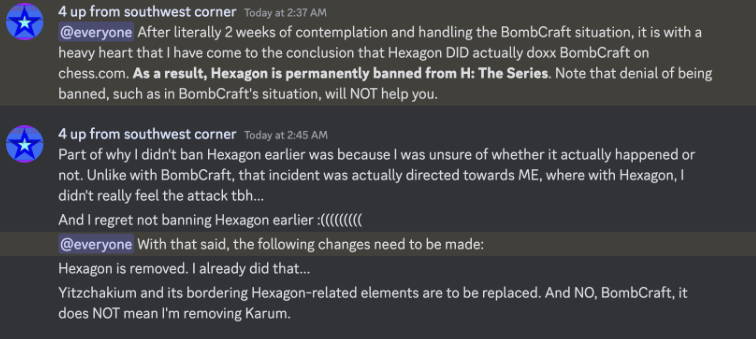 4 up from southwest corner Today at 2:37 AM
@everyone After literally 2 weeks of contemplation and handling the BombCraft situation, it is with a
heavy heart that I have come to the conclusion that Hexagon DID actually doxx BombCraft on
chess.com. As a result, Hexagon is permanently banned from H: The Series. Note that denial of being
banned, such as in BombCraft's situation, will NOT help you.
4 up from southwest corner Today at 2:45 AM
Part of why I didn't ban Hexagon earlier was because I was unsure of whether it actually happened or
not. Unlike with BombCraft, that incident was actually directed towards ME, where with Hexagon, I
didn't really feel the attack tbh...
And I regret not banning Hexagon earlier :(((((((((
@everyone With that said, the following changes need to be made:
Hexagon is removed. I already did that...
Yitzchakium and its bordering Hexagon-related elements are to be replaced. And NO, BombCraft, it
does NOT mean I'm removing Karum.